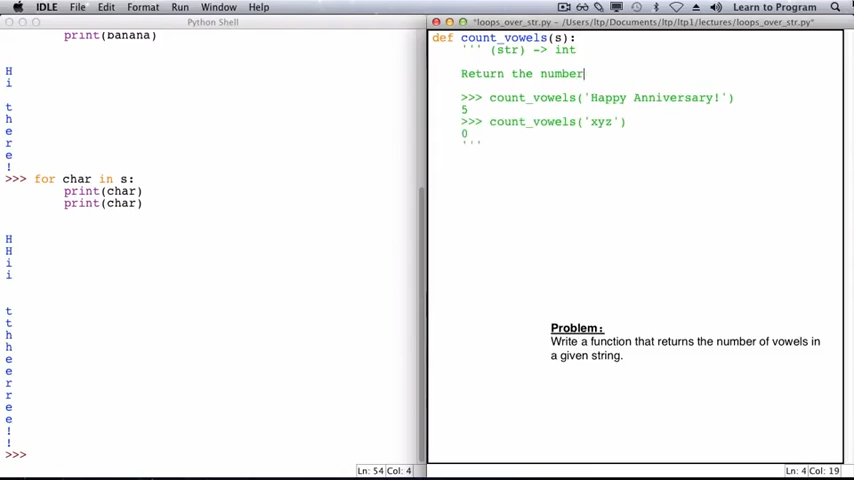 IDLE File Edit Format Run Window Help Learn to Program
Python Shell
print(banana)
H
i
t
h
e
r
e
!
>>> for char in s:
print(char)
print(char)
H
H
i
i
t
t
h
h
e
e
r
r
e
e
!
!
>>>
Ln: 54 Col: 4
*loops_over_str.py – /Users/ltp/Documents/ltp/ltp1/lectures/loops_over_str.py*
def count_vowels(s):
''' (str) -> int
Return the number
>>> count_vowels('Happy Anniversary!')
5
>>> count_vowels('xyz')
0
'''
Problem:
Write a function that returns the number of vowels in
a given string.
Ln: 4 Col: 19